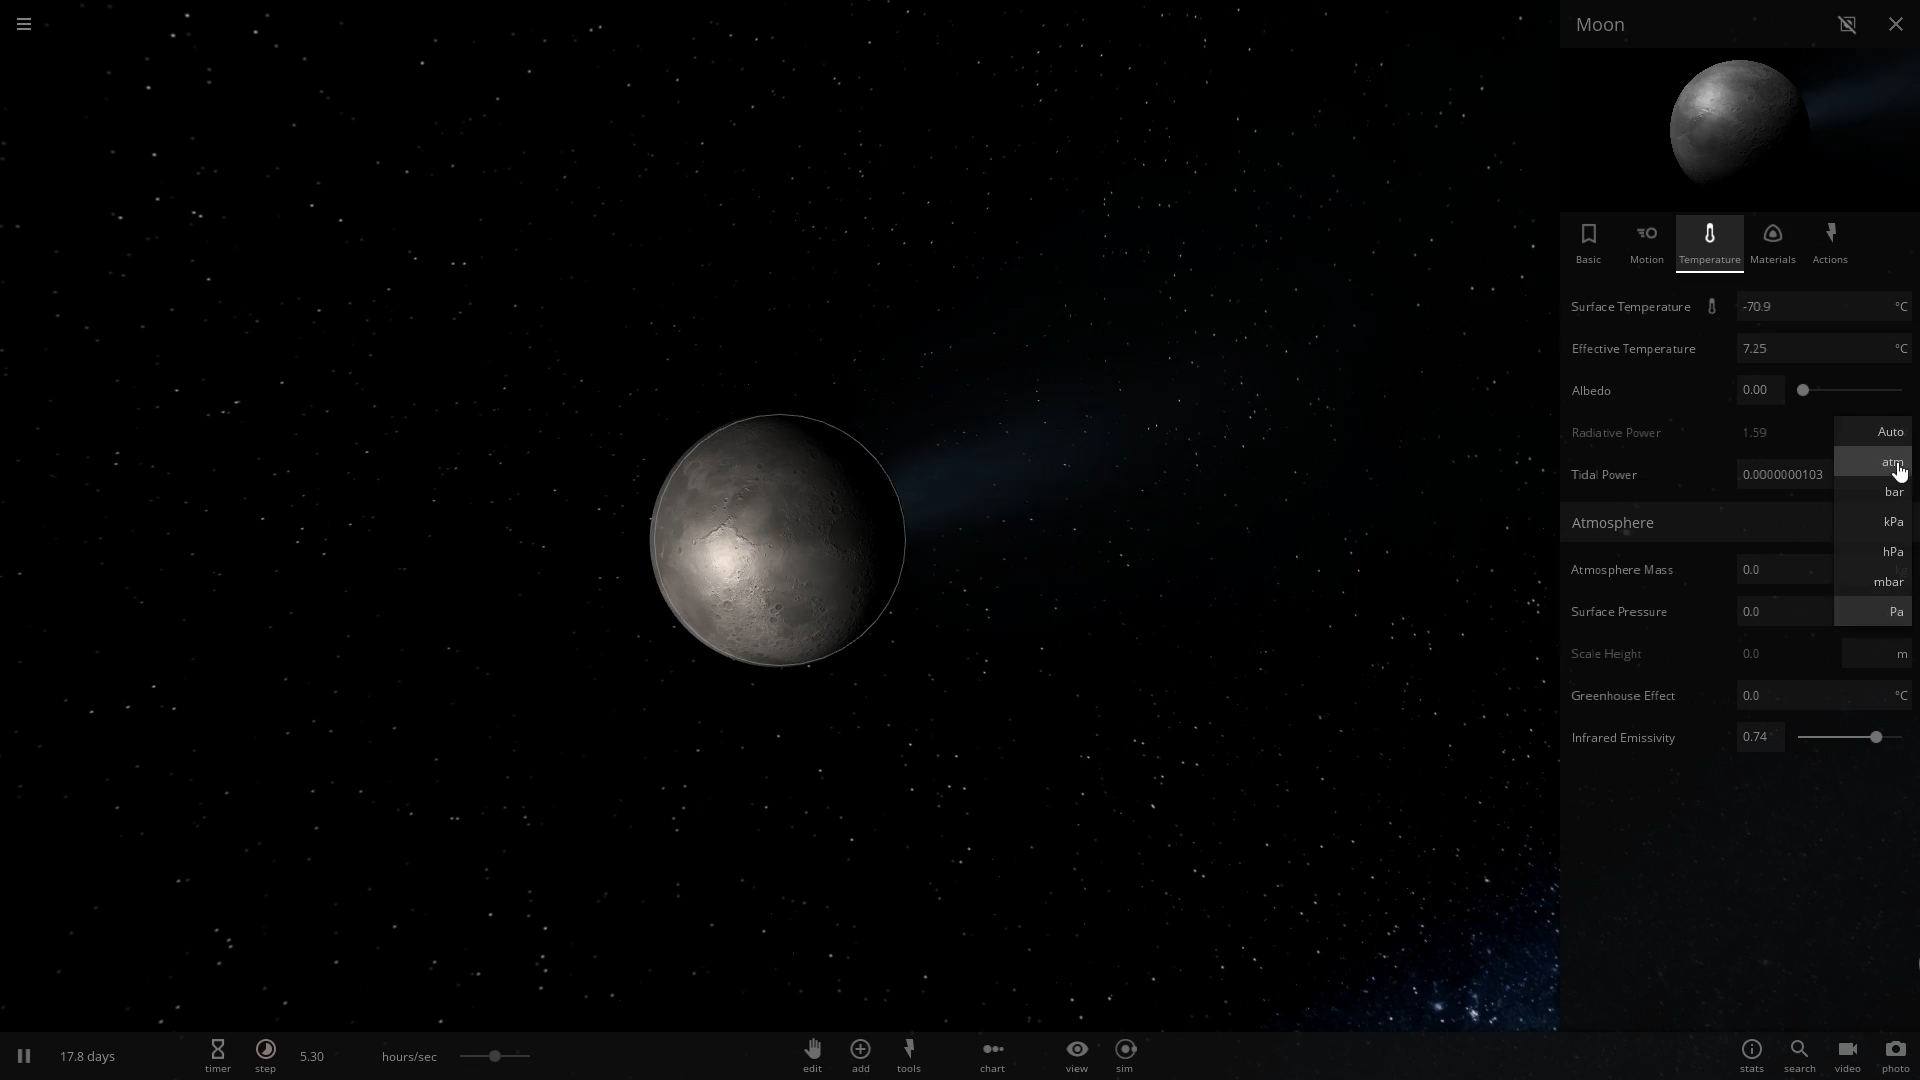 Moon
Basic
Motion
Temperature
Materials
Actions
Surface Temperature -70.9 °C
Effective Temperature 7.25 °C
Albedo 0.00
Radiative Power 1.59
Auto
atm
Tidal Power 0.0000000103
bar
Atmosphere
kPa
hPa
Atmosphere Mass 0.0 kg
mbar
Surface Pressure 0.0 Pa
Scale Height 0.0 m
Greenhouse Effect 0.0 °C
Infrared Emissivity 0.74
17.8 days
timer
step
5.30 hours/sec
edit
add
tools
chart
view
sim
stats
search
video
photo